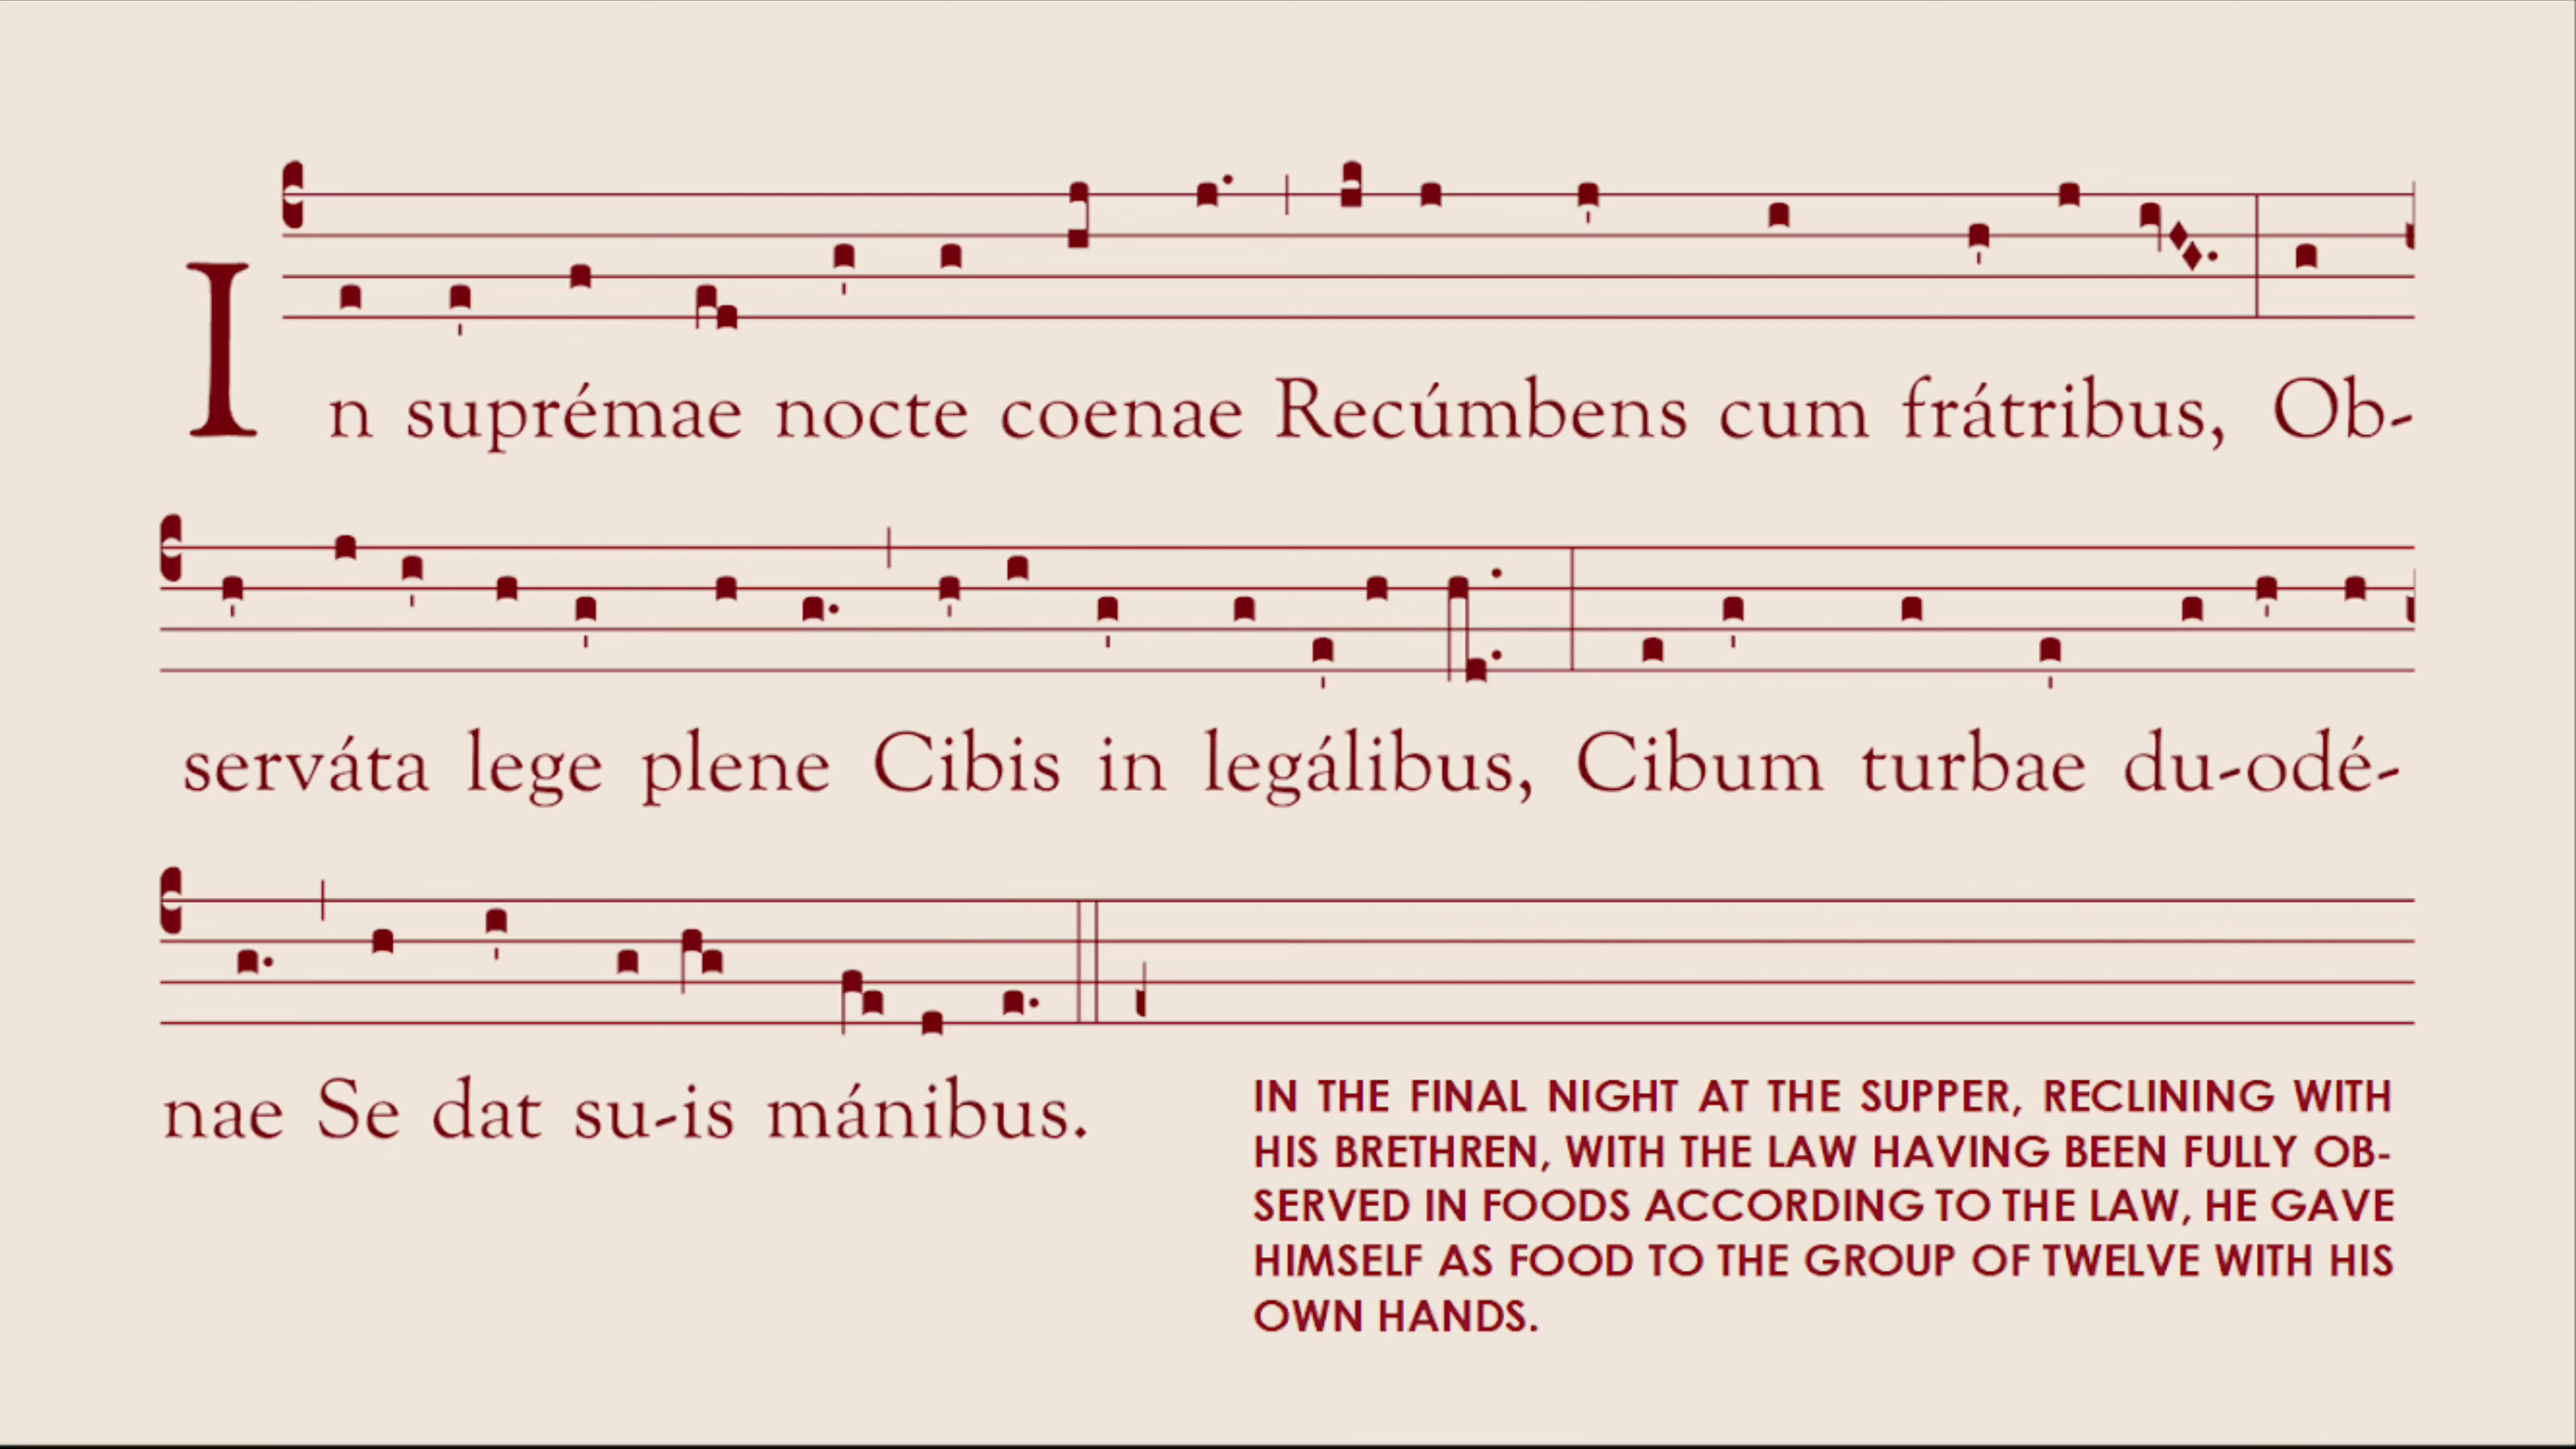 In suprémae nocte coenae Recúmbens cum frátribus, Ob-
serváta lege plene Cibis in legálibus, Cibum turbae du-odé-
nae Se dat su-is mánibus.
IN THE FINAL NIGHT AT THE SUPPER, RECLINING WITH
HIS BRETHREN, WITH THE LAW HAVING BEEN FULLY OB-
SERVED IN FOODS ACCORDING TO THE LAW, HE GAVE
HIMSELF AS FOOD TO THE GROUP OF TWELVE WITH HIS
OWN HANDS.